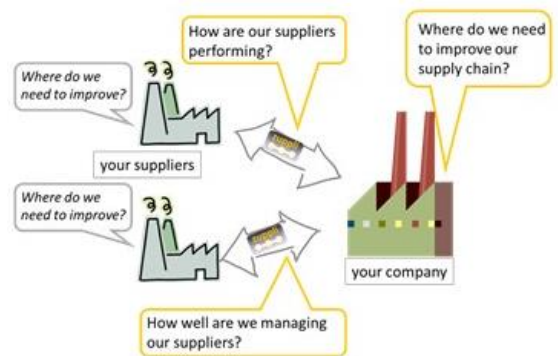 How are our suppliers
performing?
Where do we need
to improve our
supply chain?
Where do we
need to improve?
your suppliers
Where do we
need to improve?
your company
How well are we managing
our suppliers?